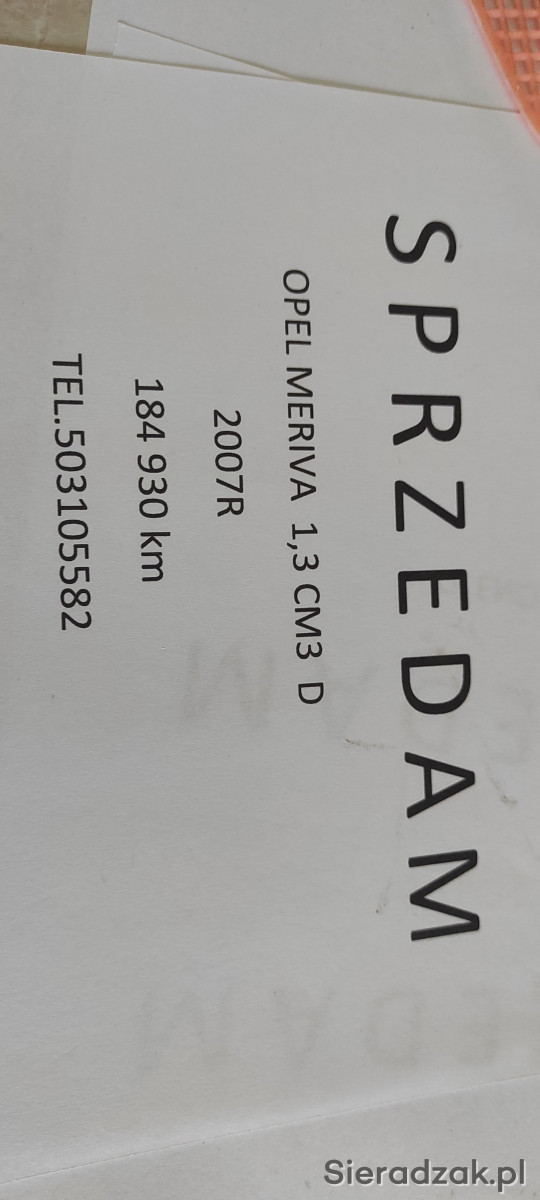 SPRZEDAM
OPEL MERIVA 1,3 CM3 D
2007R
184 930 km
TEL.503105582
Sieradzak.pl